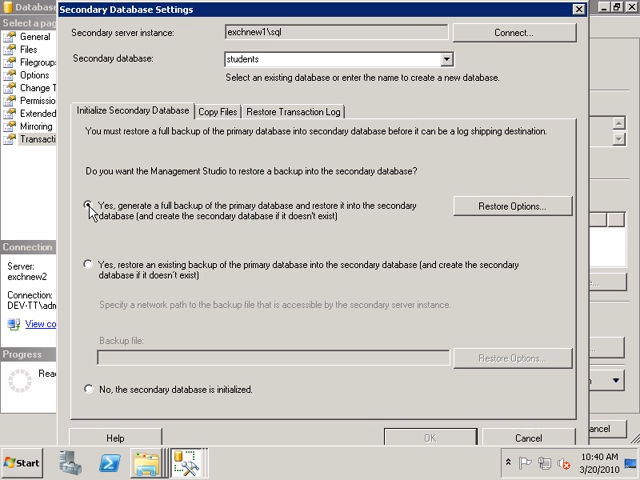 Secondary Database Settings
Database
Select a pag
General
Files
Filegroup
Options
Change T
Permissio
Extended
Mirroring
Transacti
Connection
Server:
exchnew2
Connection:
DEV-TT\adm
View co
Progress
Rea
Secondary server instance:
exchnew1\sql
Connect...
Secondary database:
students
Select an existing database or enter the name to create a new database.
Initialize Secondary Database
Copy Files
Restore Transaction Log
You must restore a full backup of the primary database into secondary database before it can be a log shipping destination.
Do you want the Management Studio to restore a backup into the secondary database?
Yes, generate a full backup of the primary database and restore it into the secondary
database (and create the secondary database if it doesn't exist)
Restore Options...
Yes, restore an existing backup of the primary database into the secondary database (and create the secondary
database if it doesn't exist)
Specify a network path to the backup file that is accessible by the secondary server instance.
Backup file:
Restore Options...
No, the secondary database is initialized.
Help
OK
Cancel
ancel
Start
10:40 AM
3/20/2010